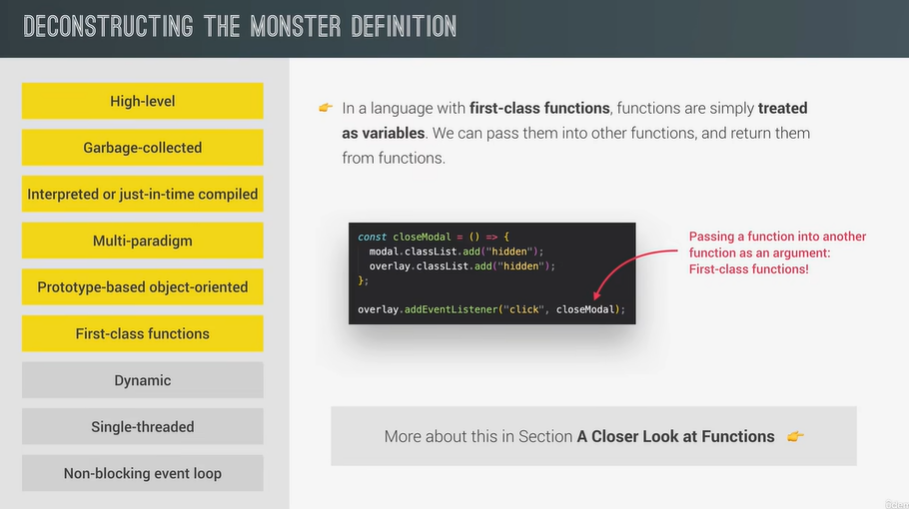 DECONSTRUCTING THE MONSTER DEFINITION
High-level
Garbage-collected
Interpreted or just-in-time compiled
Multi-paradigm
Prototype-based object-oriented
First-class functions
Dynamic
Single-threaded
Non-blocking event loop
👉 In a language with first-class functions, functions are simply treated
as variables. We can pass them into other functions, and return them
from functions.
const closeModal = () => {
  modal.classList.add("hidden");
  overlay.classList.add("hidden");
};
overlay.addEventListener("click", closeModal);
Passing a function into another
function as an argument:
First-class functions!
More about this in Section A Closer Look at Functions 👉